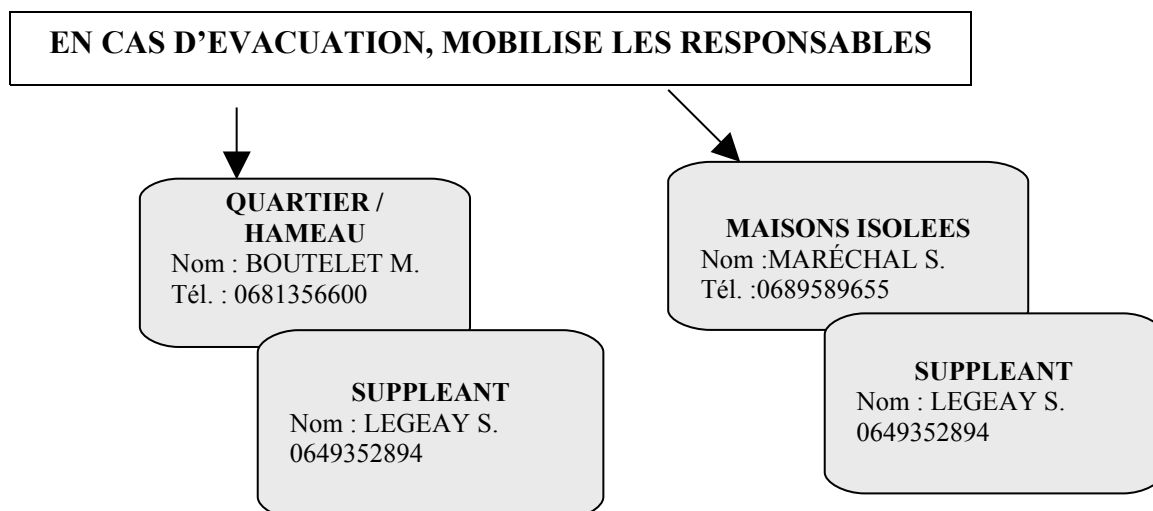 EN CAS D’EVACUATION, MOBILISE LES RESPONSABLES
QUARTIER /
HAMEAU
Nom : BOUTELET M.
Tél. : 0681356600
SUPPLEANT
Nom : LEGEAY S.
0649352894
MAISONS ISOLEES
Nom :MARÉCHAL S.
Tél. :0689589655
SUPPLEANT
Nom : LEGEAY S.
0649352894